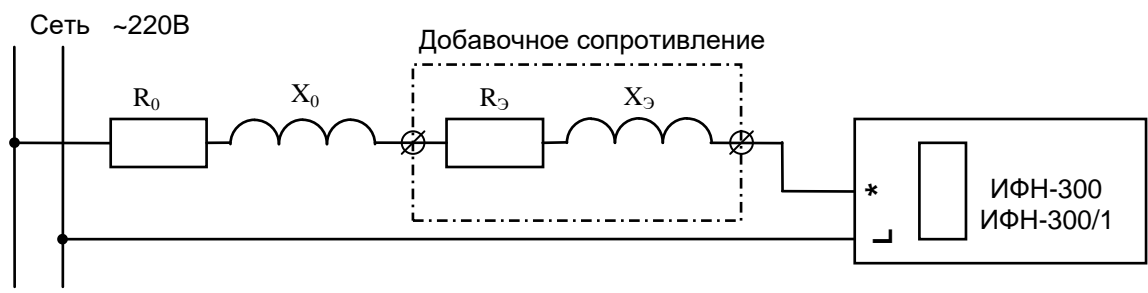 Сеть ~220В
Добавочное сопротивление
R₀
X₀
Rэ
Xэ
*
ИФН-300
ИФН-300/1